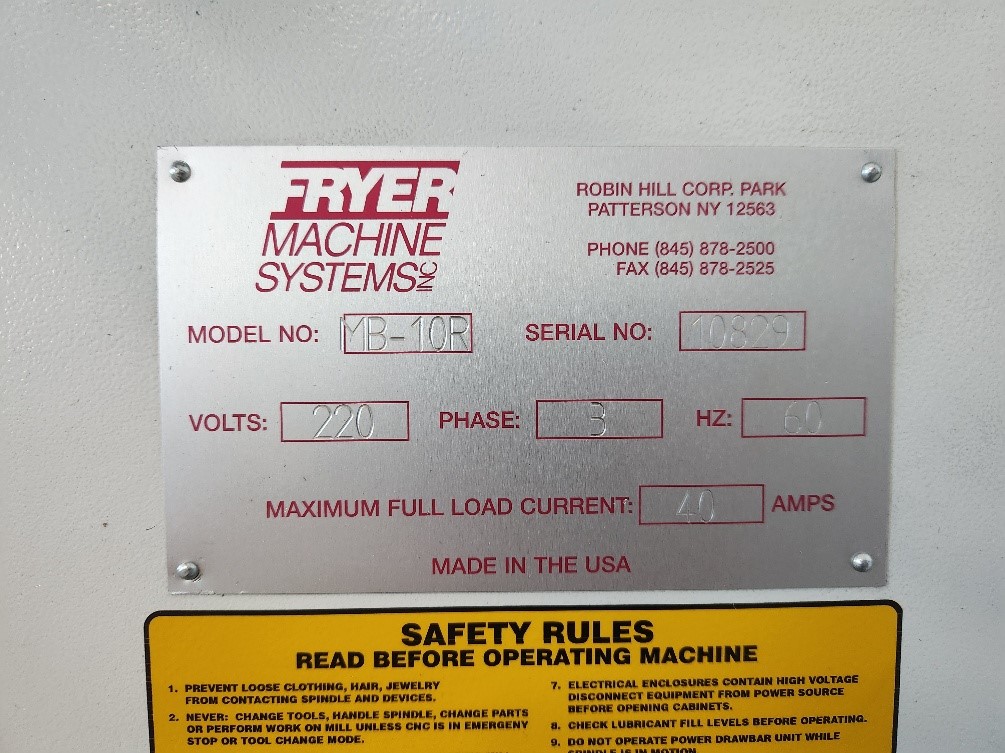 FRYER
MACHINE
SYSTEMS INC
ROBIN HILL CORP. PARK
PATTERSON NY 12563
PHONE (845) 878-2500
FAX (845) 878-2525
MODEL NO: MB-10R SERIAL NO: 10829
VOLTS: 220 PHASE: 3 HZ: 60
MAXIMUM FULL LOAD CURRENT: 40 AMPS
MADE IN THE USA
SAFETY RULES
READ BEFORE OPERATING MACHINE
1. PREVENT LOOSE CLOTHING, HAIR, JEWELRY
FROM CONTACTING SPINDLE AND DEVICES.
2. NEVER: CHANGE TOOLS, HANDLE SPINDLE, CHANGE PARTS
OR PERFORM WORK ON MILL UNLESS CNC IS IN EMERGENY
STOP OR TOOL CHANGE MODE.
7. ELECTRICAL ENCLOSURES CONTAIN HIGH VOLTAGE
DISCONNECT EQUIPMENT FROM POWER SOURCE
BEFORE OPENING CABINETS.
8. CHECK LUBRICANT FILL LEVELS BEFORE OPERATING.
9. DO NOT OPERATE POWER DRAWBAR UNIT WHILE
SPINDLE IS IN MOTION.